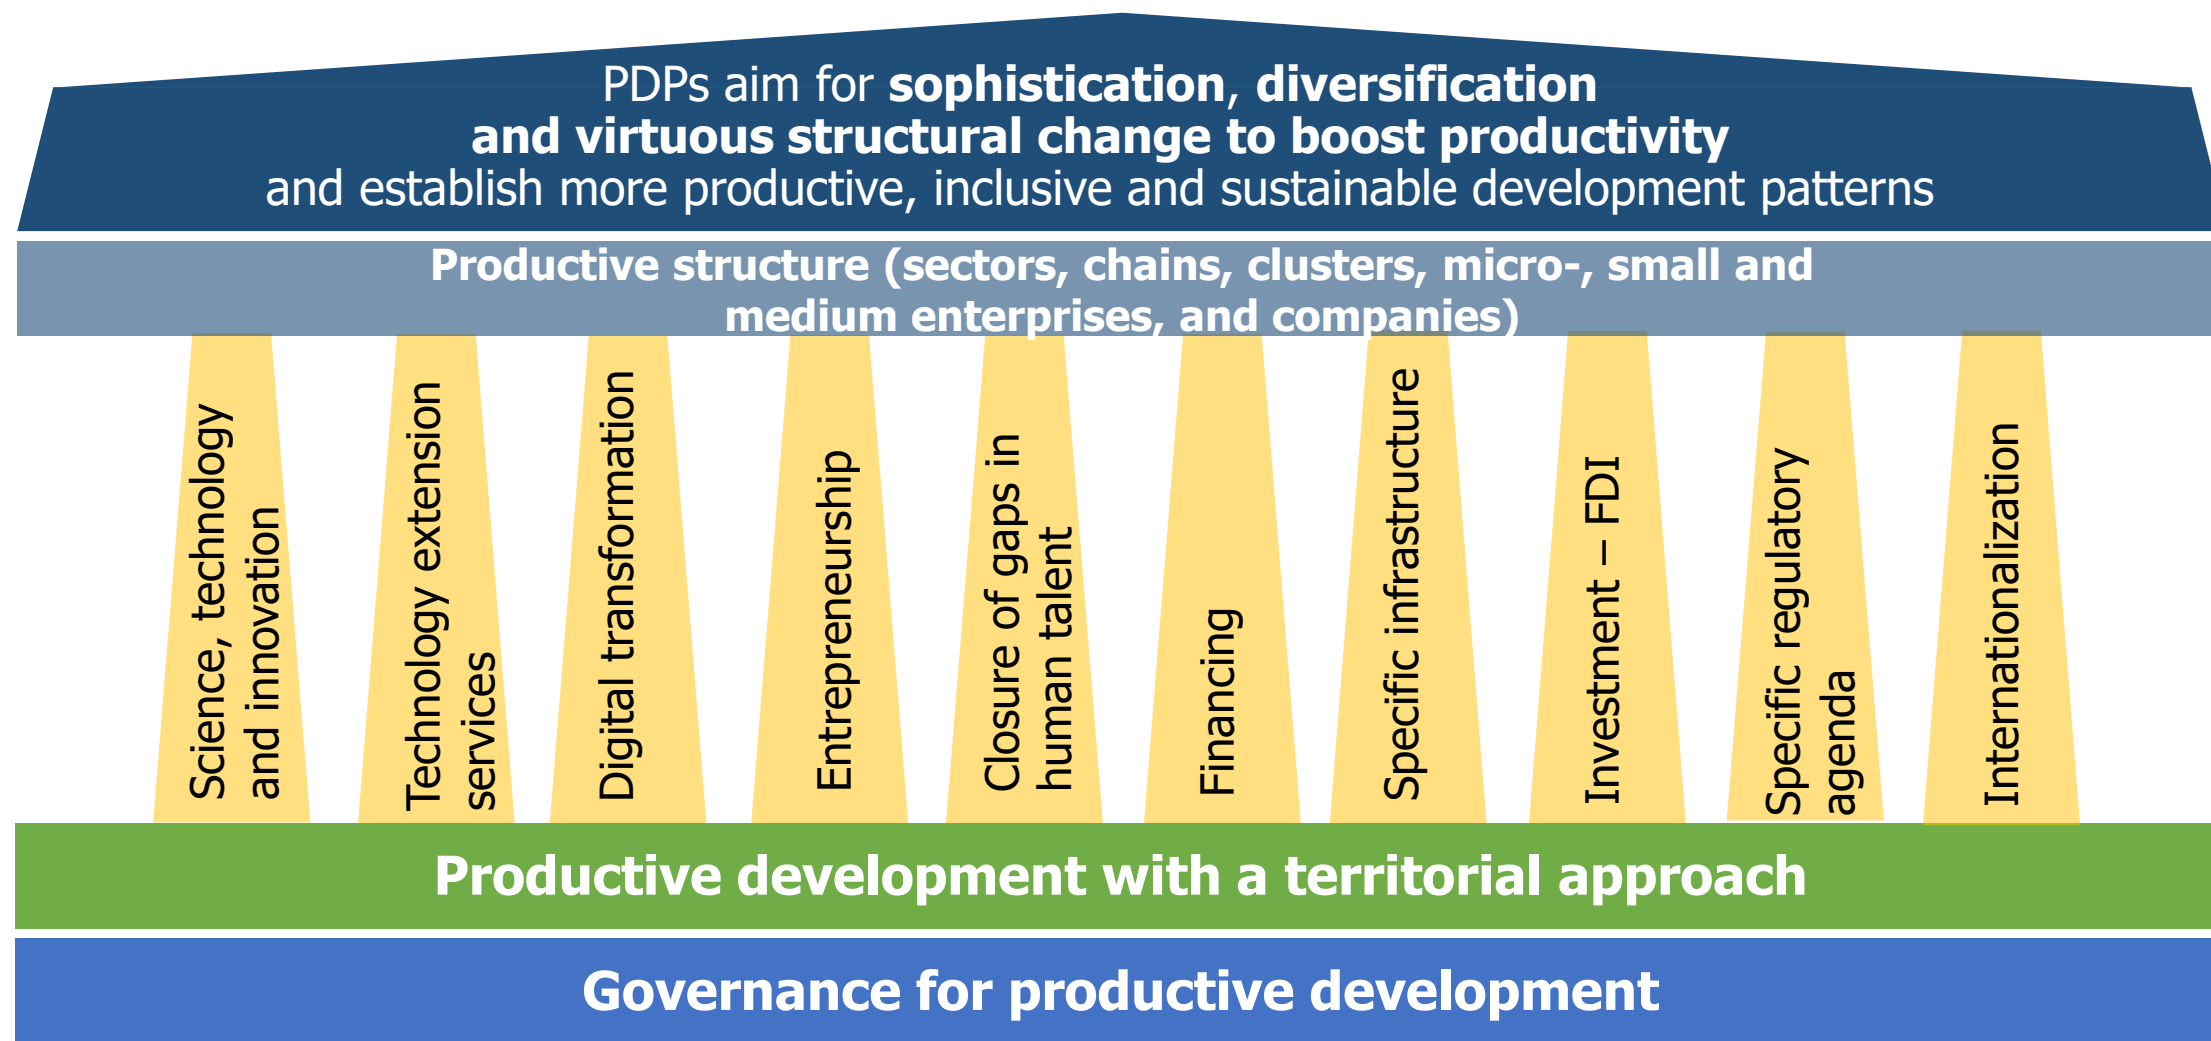 PDPs aim for sophistication, diversification
and virtuous structural change to boost productivity
and establish more productive, inclusive and sustainable development patterns
Productive structure (sectors, chains, clusters, micro-, small and
medium enterprises, and companies)
Science, technology
and innovation
Technology extension
services
Digital transformation
Entrepreneurship
Closure of gaps in
human talent
Financing
Specific infrastructure
Investment – FDI
Specific regulatory
agenda
Internationalization
Productive development with a territorial approach
Governance for productive development